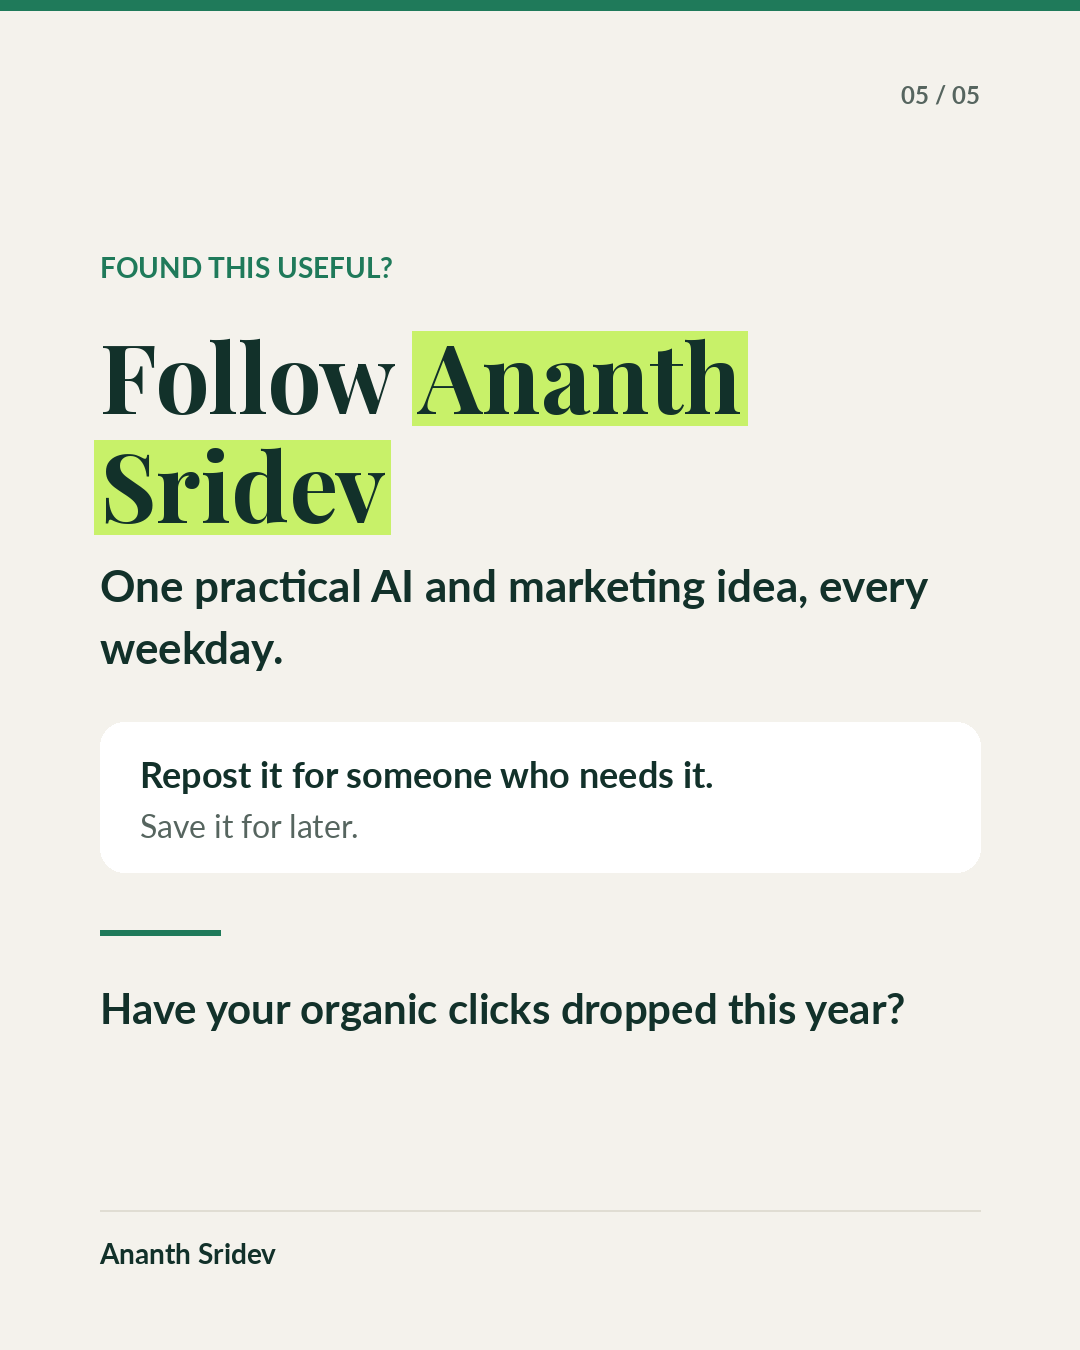 05 / 05
FOUND THIS USEFUL?
Follow Ananth
Sridev
One practical AI and marketing idea, every
weekday.
Repost it for someone who needs it.
Save it for later.
Have your organic clicks dropped this year?
Ananth Sridev